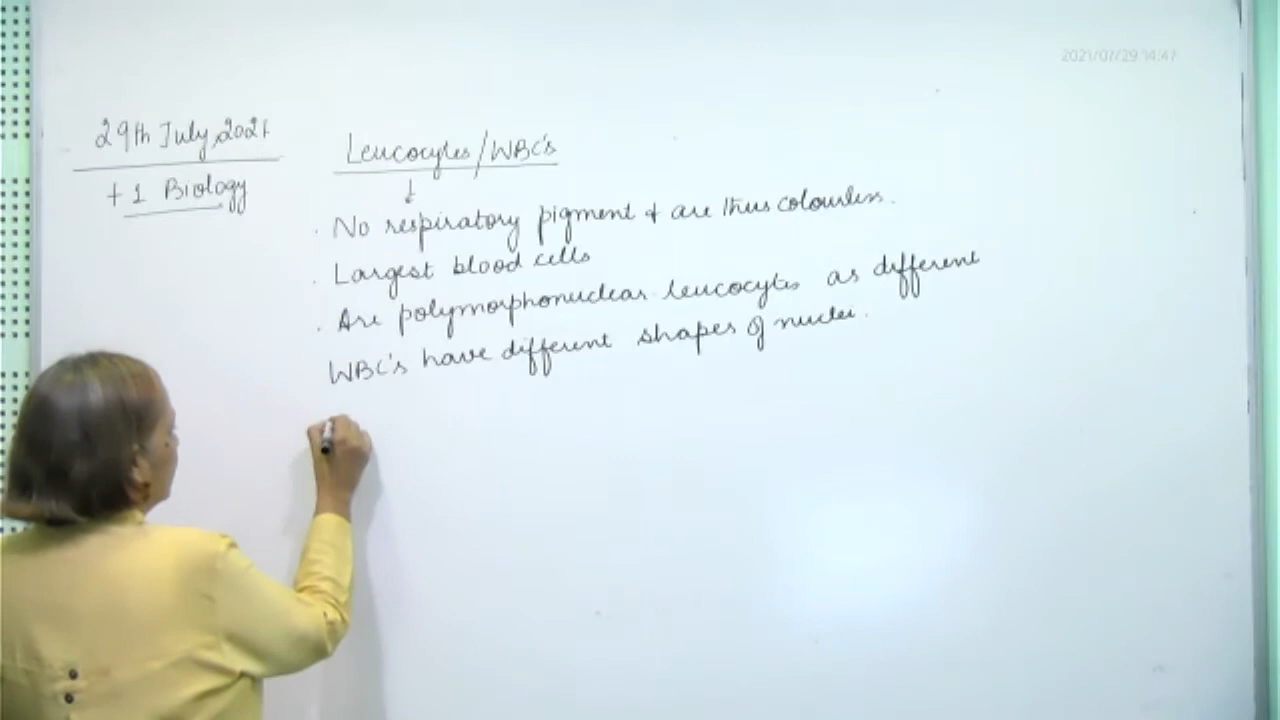 2021/07/29 14:47
29th July, 2021
+1 Biology
Leucocytes/WBC's
↓
. No respiratory pigment & are thus colourless.
. Largest blood cells
. Are polymorphonuclear leucocytes as different
WBC's have different shapes of nuclei.